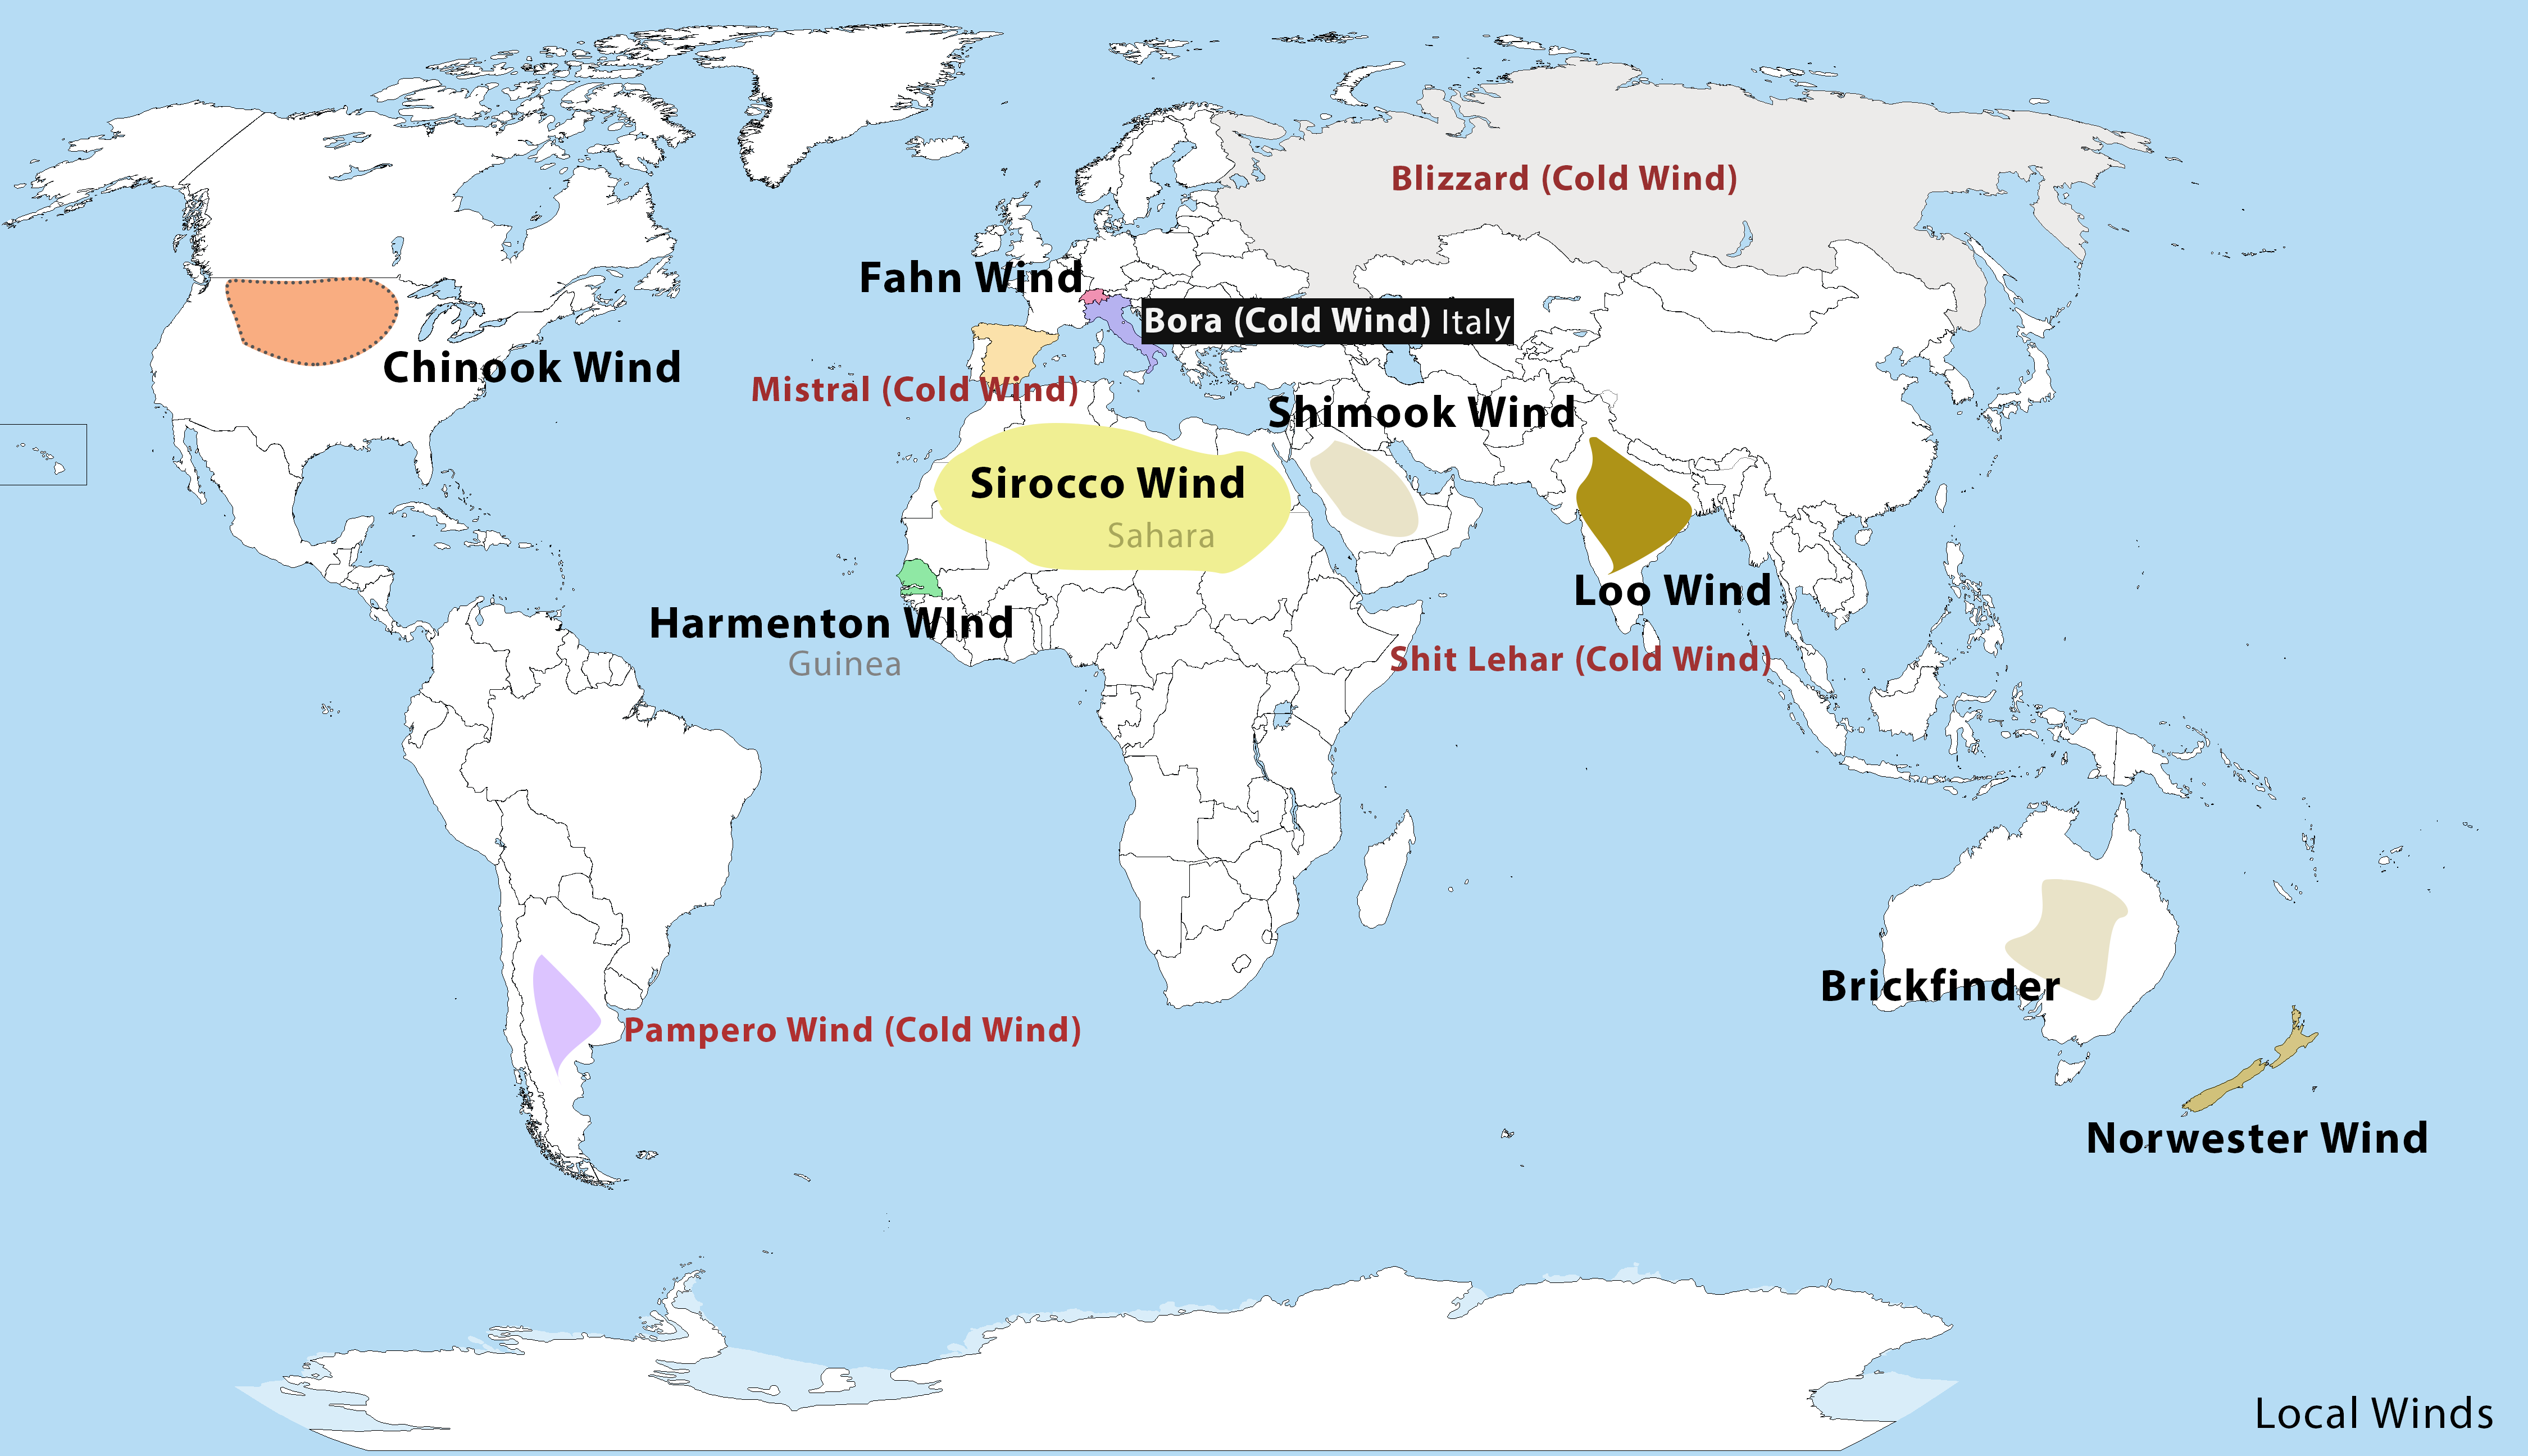 Blizzard (Cold Wind)
Fahn Wind
Bora (Cold Wind) Italy
Chinook Wind
Mistral (Cold Wind)
Shimook Wind
Sirocco Wind
Sahara
Loo Wind
Harmenton WInd
Guinea
Shit Lehar (Cold Wind)
Brickfinder
Pampero Wind (Cold Wind)
Norwester Wind
Local Winds